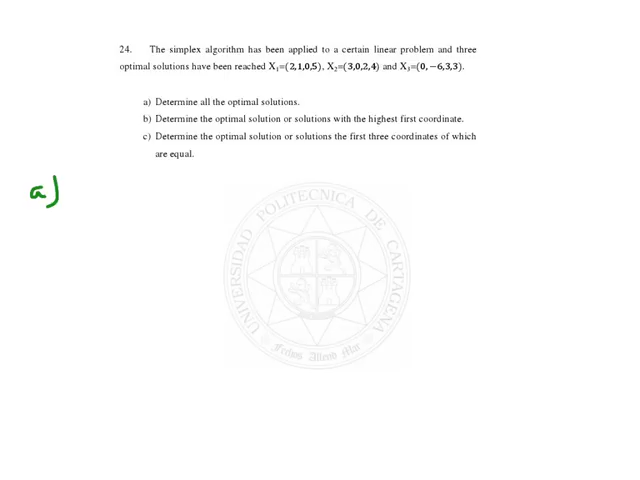 24. The simplex algorithm has been applied to a certain linear problem and three
optimal solutions have been reached X₁=(2,1,0,5), X₂=(3,0,2,4) and X₃=(0,−6,3,3).
a) Determine all the optimal solutions.
b) Determine the optimal solution or solutions with the highest first coordinate.
c) Determine the optimal solution or solutions the first three coordinates of which
are equal.
a)
UNIVERSIDAD POLITECNICA DE CARTAGENA